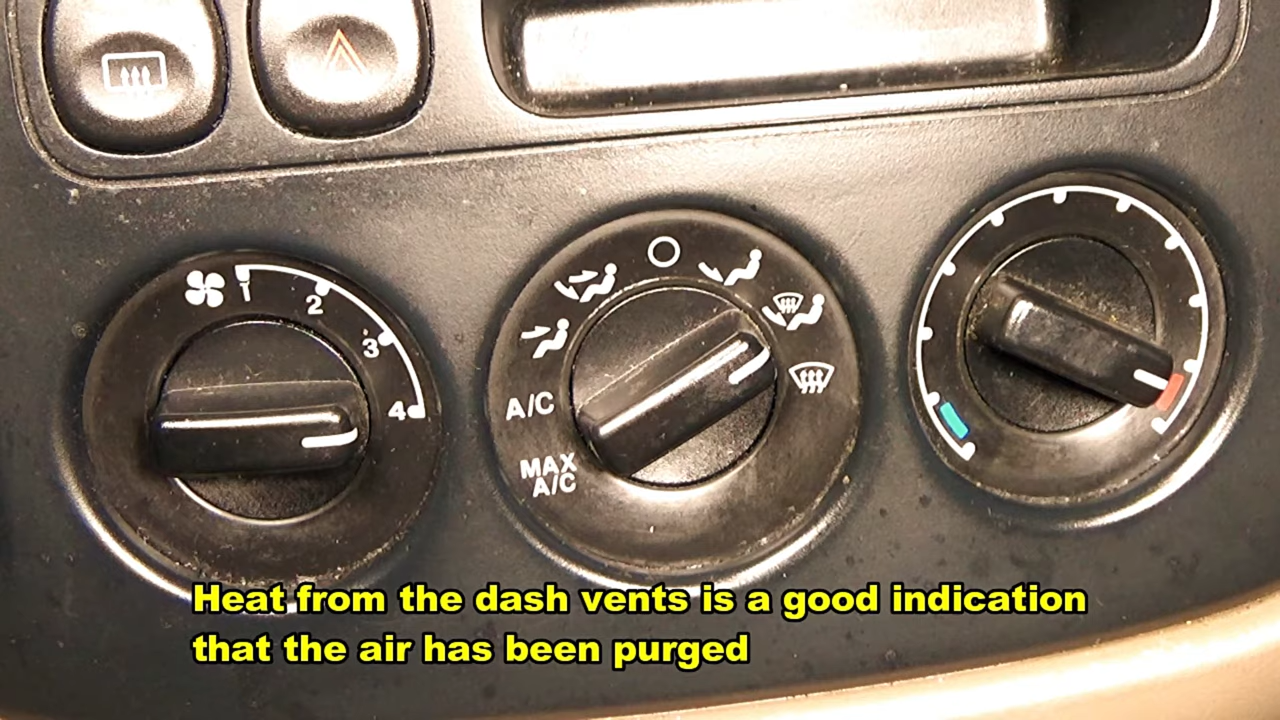 1
2
3
4
A/C
MAX
A/C
Heat from the dash vents is a good indication
that the air has been purged